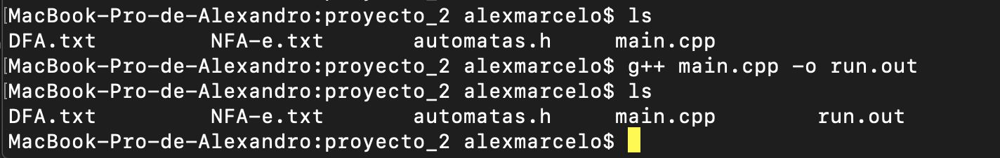 [MacBook-Pro-de-Alexandro:proyecto_2 alexmarcelo$ ls
DFA.txt NFA-e.txt automatas.h main.cpp
[MacBook-Pro-de-Alexandro:proyecto_2 alexmarcelo$ g++ main.cpp -o run.out
[MacBook-Pro-de-Alexandro:proyecto_2 alexmarcelo$ ls
DFA.txt NFA-e.txt automatas.h main.cpp run.out
MacBook-Pro-de-Alexandro:proyecto_2 alexmarcelo$